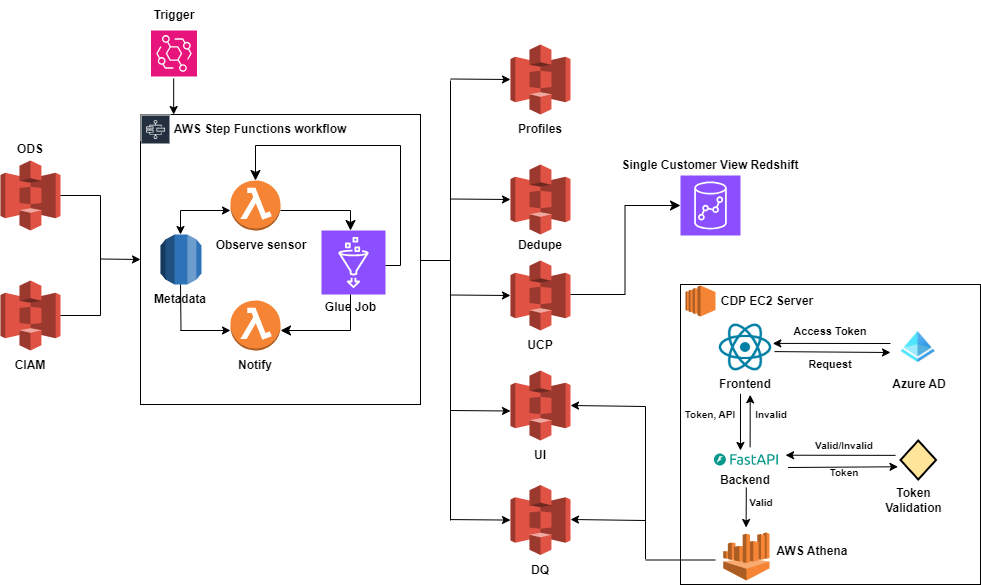 Trigger
AWS Step Functions workflow
ODS
CIAM
Observe sensor
Metadata
Glue Job
Notify
Profiles
Dedupe
UCP
UI
DQ
Single Customer View Redshift
CDP EC2 Server
Access Token
Request
Frontend
Azure AD
Token, API
Invalid
FastAPI
Backend
Valid/Invalid
Token
Token
Validation
Valid
AWS Athena